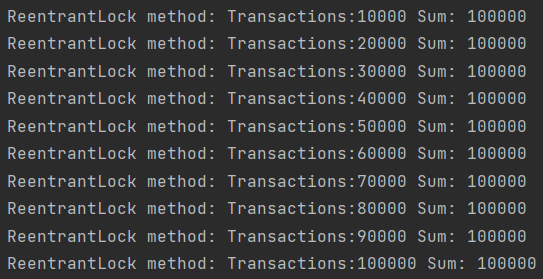 ReentrantLock method: Transactions:10000 Sum: 100000
ReentrantLock method: Transactions:20000 Sum: 100000
ReentrantLock method: Transactions:30000 Sum: 100000
ReentrantLock method: Transactions:40000 Sum: 100000
ReentrantLock method: Transactions:50000 Sum: 100000
ReentrantLock method: Transactions:60000 Sum: 100000
ReentrantLock method: Transactions:70000 Sum: 100000
ReentrantLock method: Transactions:80000 Sum: 100000
ReentrantLock method: Transactions:90000 Sum: 100000
ReentrantLock method: Transactions:100000 Sum: 100000